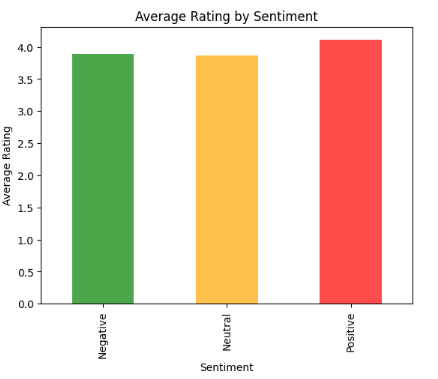 Average Rating by Sentiment
Average Rating
4.0
3.5
3.0
2.5
2.0
1.5
1.0
0.5
0.0
Negative
Neutral
Positive
Sentiment